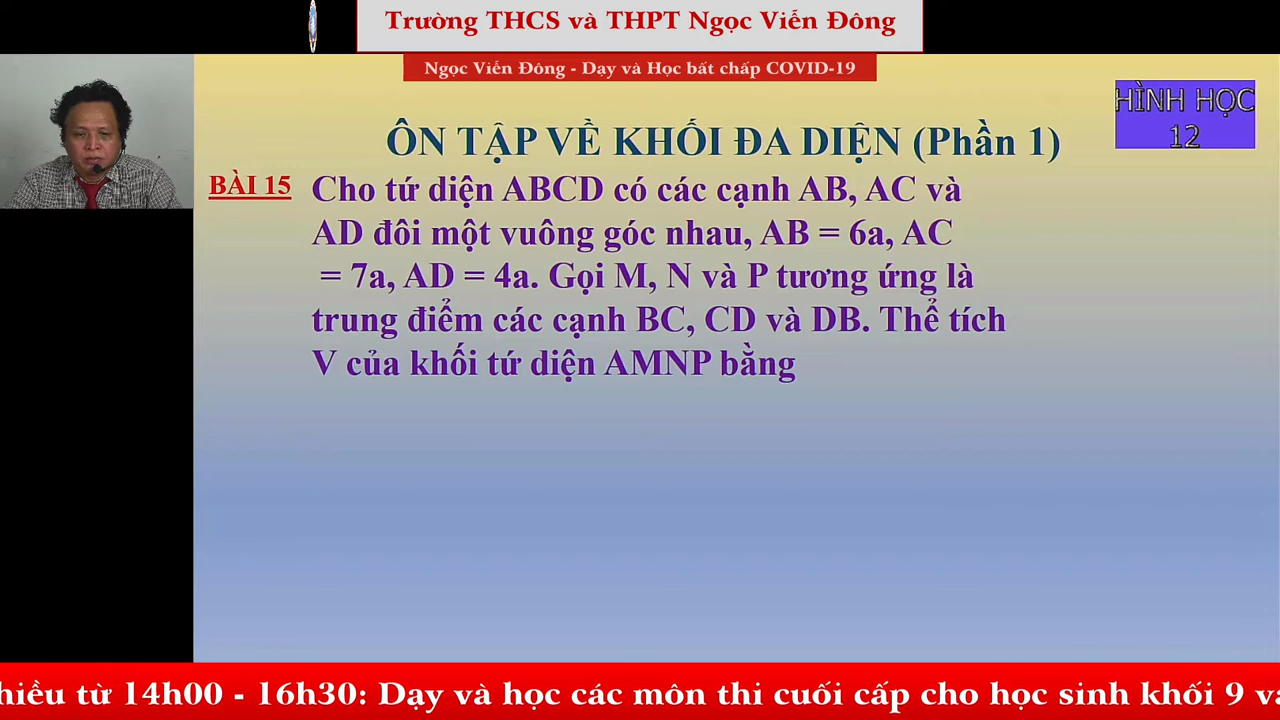 Trường THCS và THPT Ngọc Viễn Đông
Ngọc Viễn Đông - Dạy và Học bất chấp COVID-19
HÌNH HỌC
12
ÔN TẬP VỀ KHỐI ĐA DIỆN (Phần 1)
BÀI 15 Cho tứ diện ABCD có các cạnh AB, AC và
AD đôi một vuông góc nhau, AB = 6a, AC
= 7a, AD = 4a. Gọi M, N và P tương ứng là
trung điểm các cạnh BC, CD và DB. Thể tích
V của khối tứ diện AMNP bằng
hiều từ 14h00 - 16h30: Dạy và học các môn thi cuối cấp cho học sinh khối 9 và